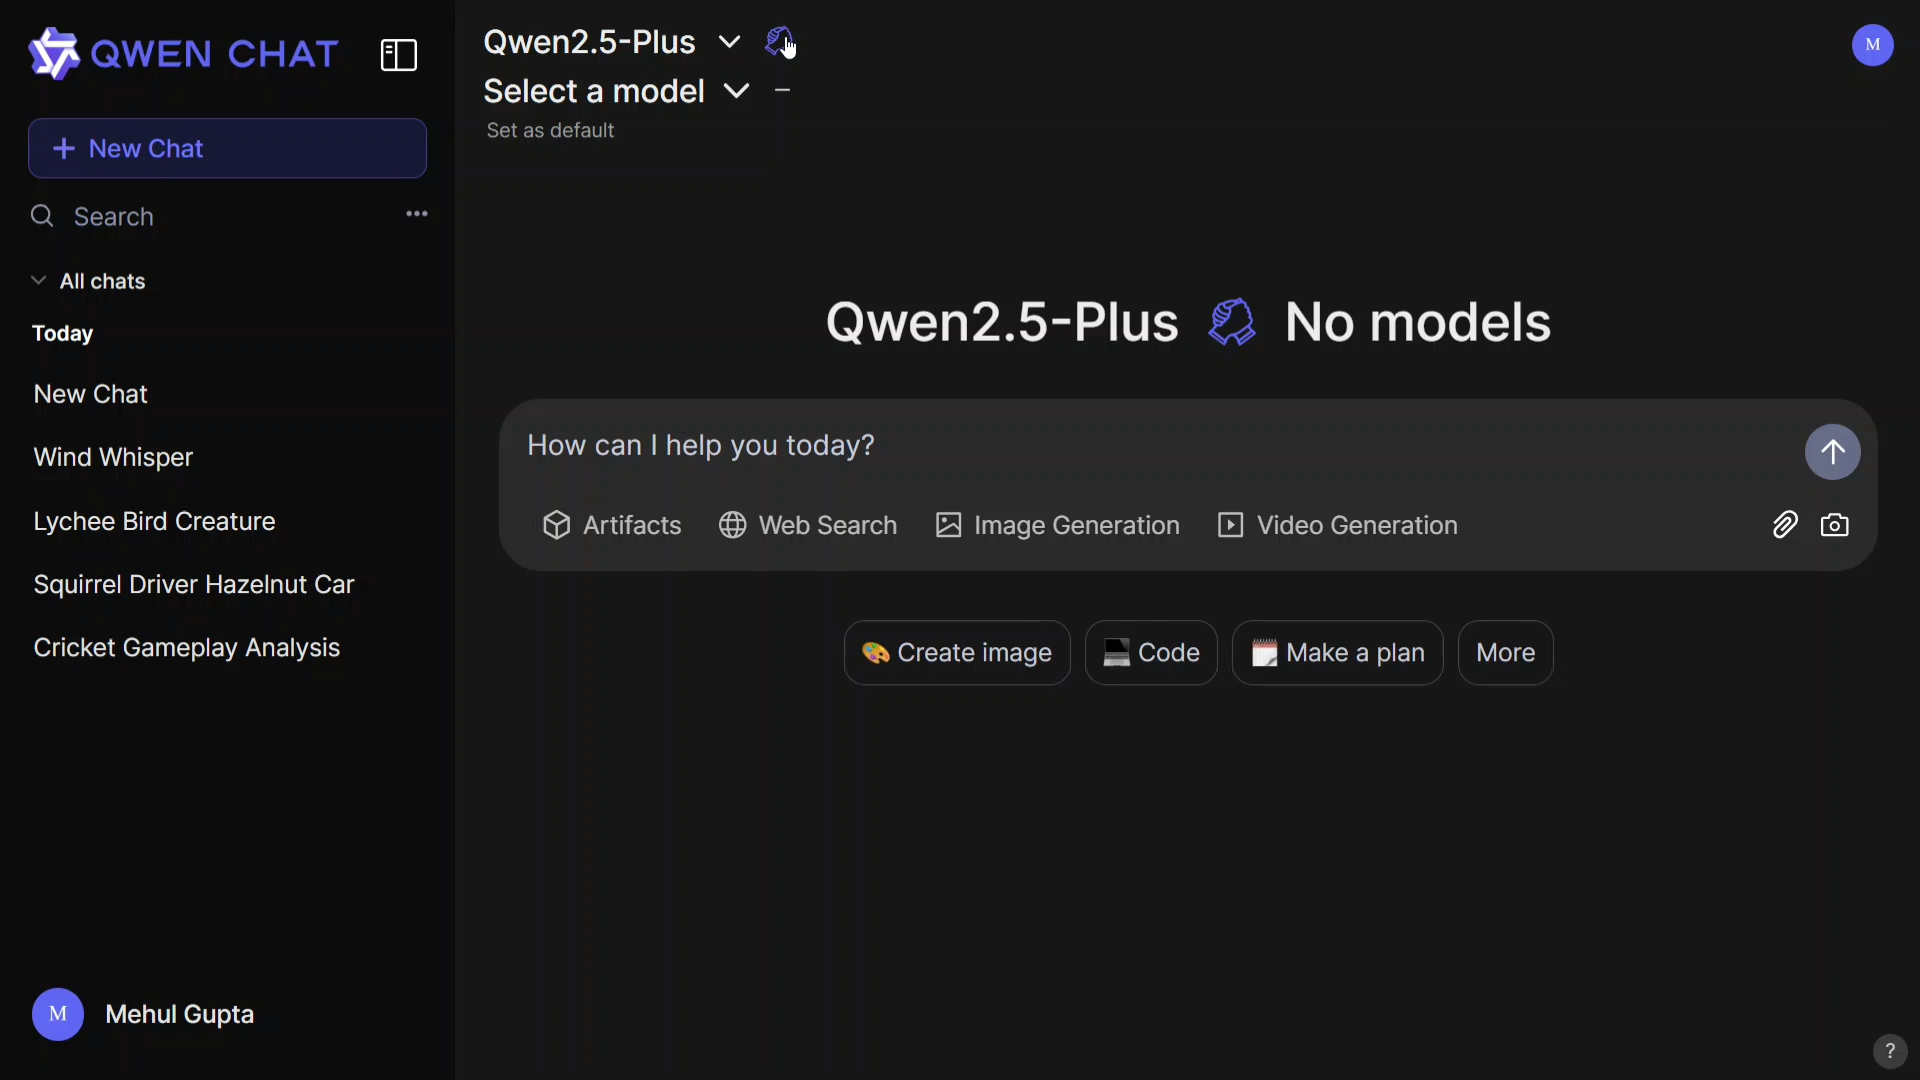 QWEN CHAT
New Chat
Search
All chats
Today
New Chat
Wind Whisper
Lychee Bird Creature
Squirrel Driver Hazelnut Car
Cricket Gameplay Analysis
M
Mehul Gupta
Qwen2.5-Plus
Select a model
Set as default
M
Qwen2.5-Plus No models
How can I help you today?
Artifacts Web Search Image Generation Video Generation
Create image Code Make a plan More
?